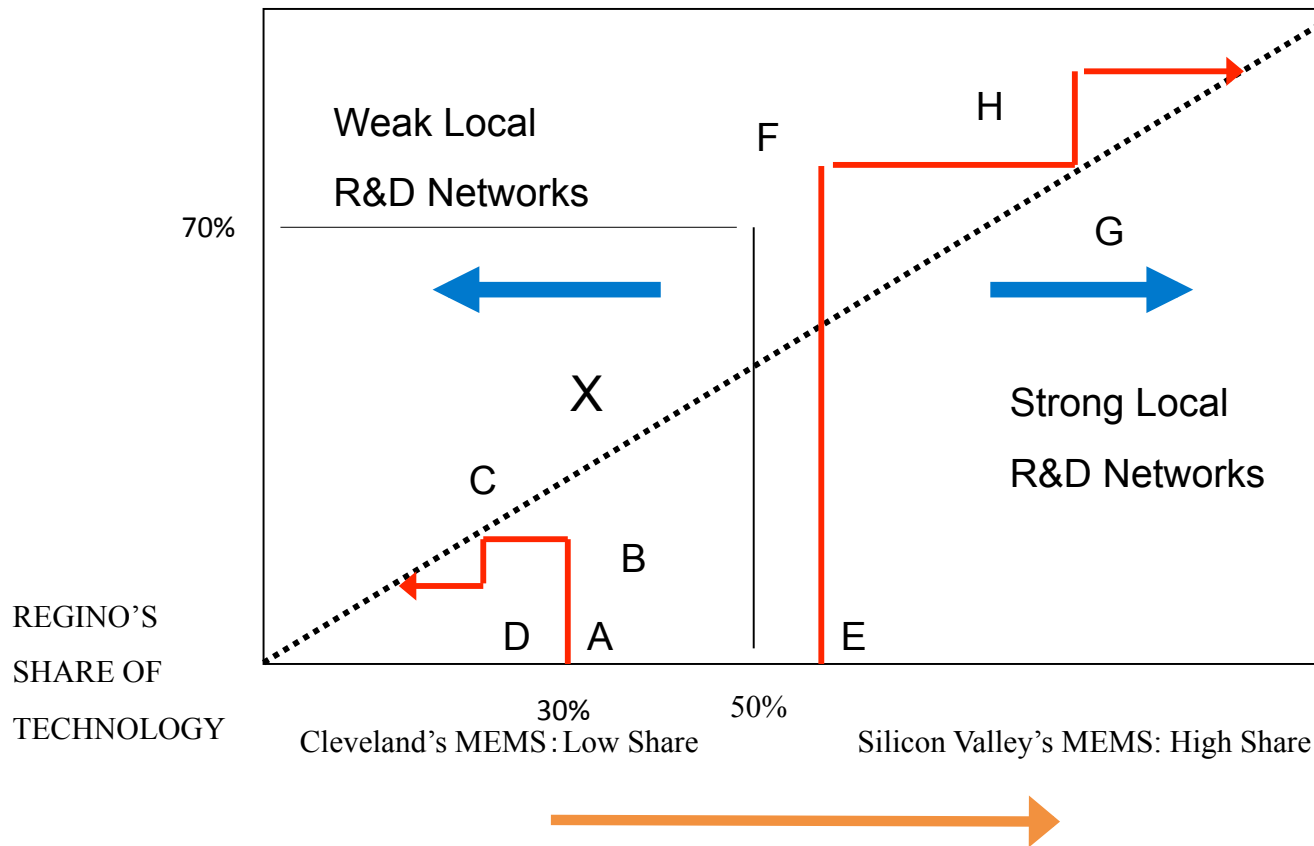 Weak Local
R&D Networks
H
F
70%
G
X
Strong Local
R&D Networks
C
B
REGINO’S
SHARE OF
TECHNOLOGY
D
A
E
30%
50%
Cleveland’s MEMS: Low Share
Silicon Valley’s MEMS: High Share